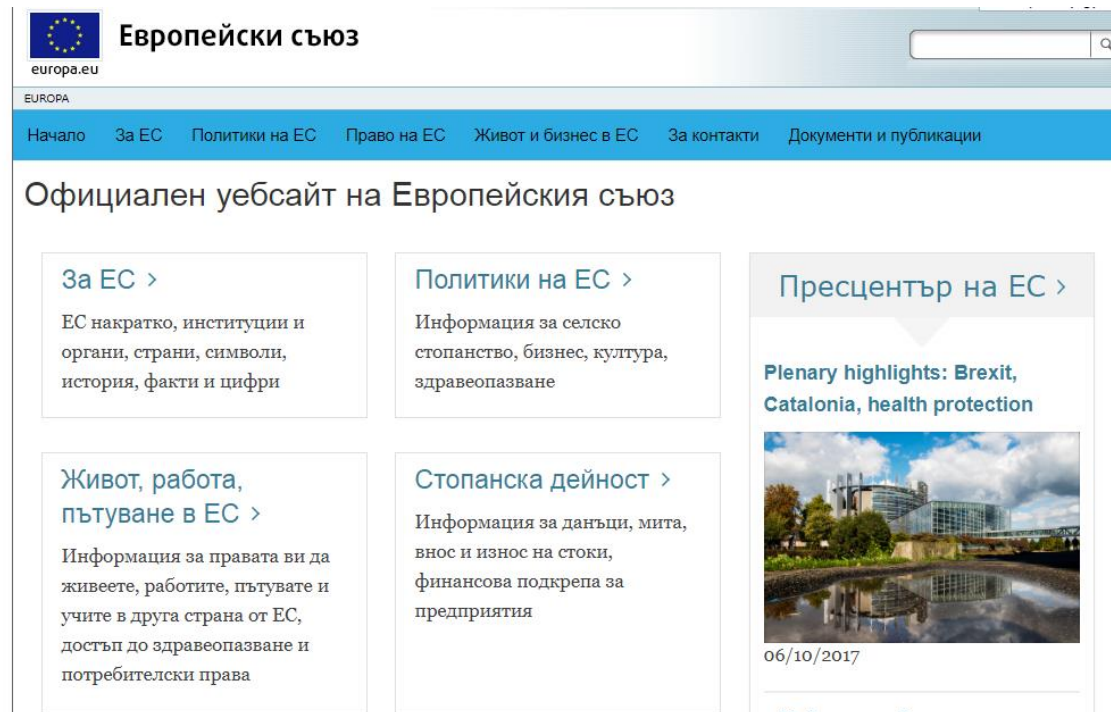 Европейски съюз
europa.eu
EUROPA
Начало За ЕС Политики на ЕС Право на ЕС Живот и бизнес в ЕС За контакти Документи и публикации
Официален уебсайт на Европейския съюз
За ЕС >
ЕС накратко, институции и
органи, страни, символи,
история, факти и цифри
Политики на ЕС >
Информация за селско
стопанство, бизнес, култура,
здравеопазване
Живот, работа,
пътуване в ЕС >
Информация за правата ви да
живеете, работите, пътувате и
учите в друга страна от ЕС,
достъп до здравеопазване и
потребителски права
Стопанска дейност >
Информация за данъци, мита,
внос и износ на стоки,
финансова подкрепа за
предприятия
Пресцентър на ЕС >
Plenary highlights: Brexit,
Catalonia, health protection
06/10/2017